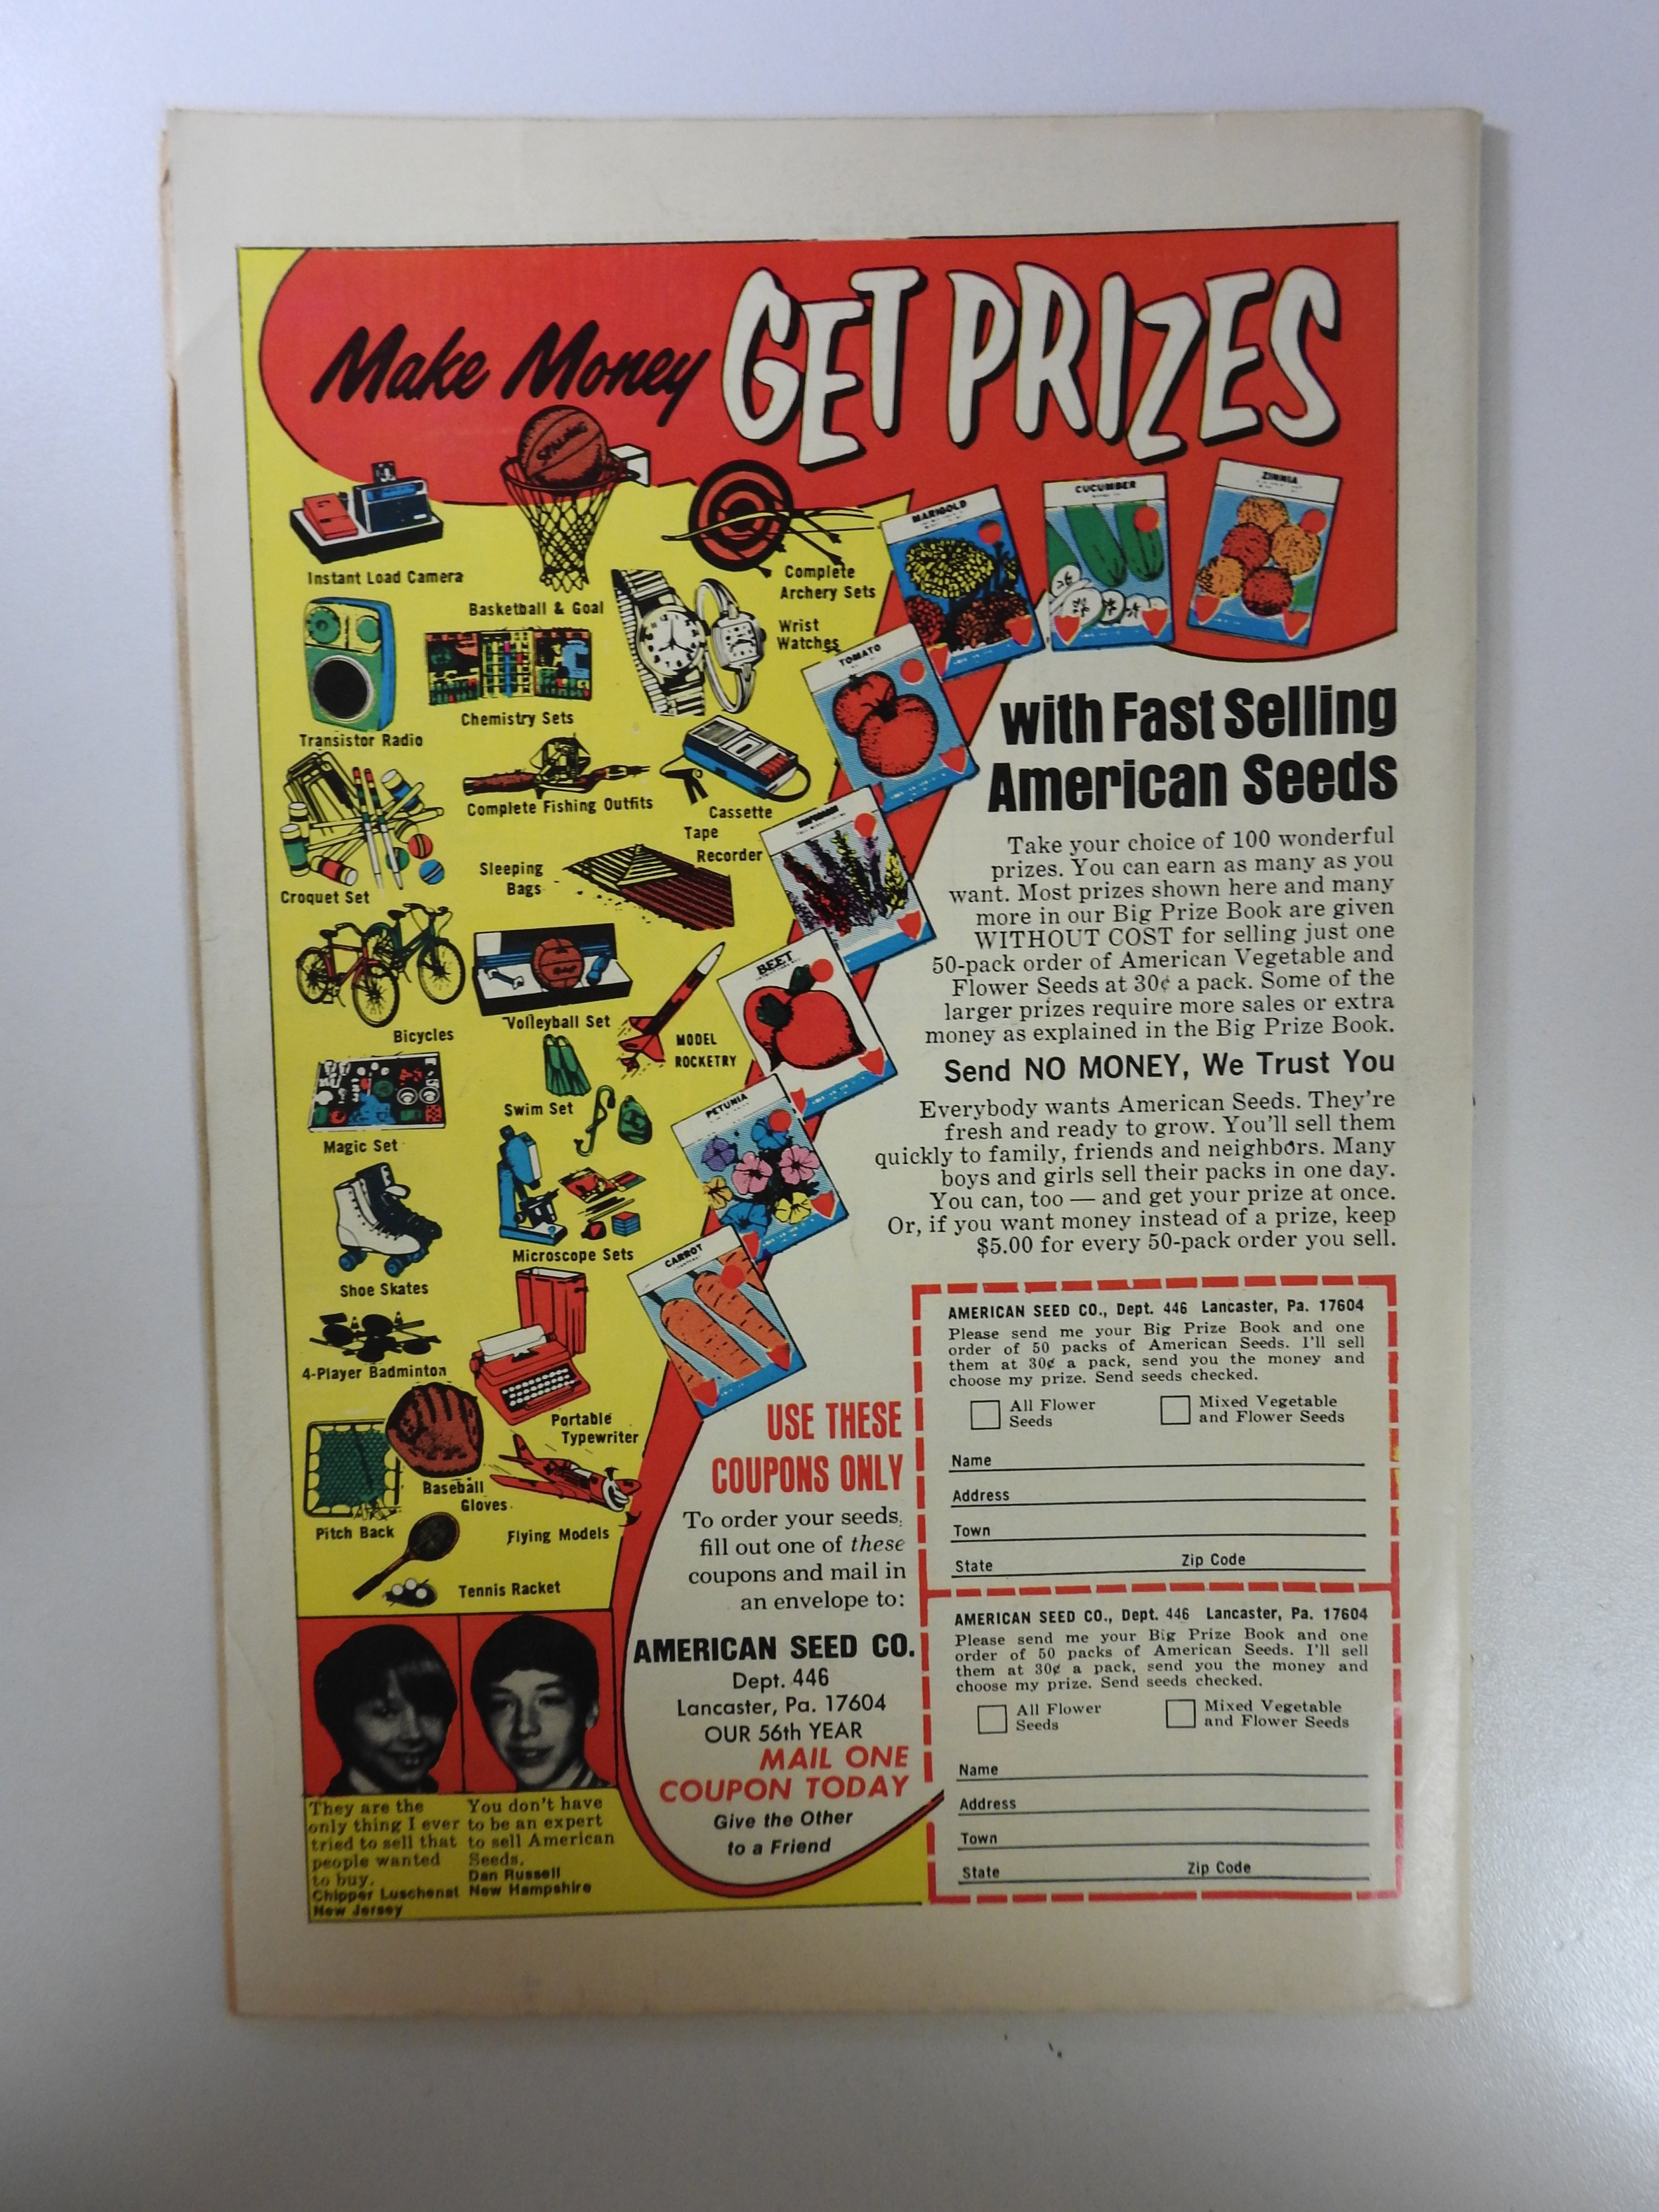 Make Money GET PRIZES
SPALDING
Instant Load Camera
Basketball & Goal
Complete
Archery Sets
Wrist
Watches
Transistor Radio
Chemistry Sets
Complete Fishing Outfits
Cassette
Tape
Recorder
Croquet Set
Sleeping
Bags
Bicycles
Volleyball Set
MODEL
ROCKETRY
Magic Set
Swim Set
Microscope Sets
Shoe Skates
4-Player Badminton
Portable
Typewriter
Pitch Back
Baseball
Gloves
Flying Models
Tennis Racket
MARIGOLD
CUCUMBER
ZINNIA
TOMATO
BEET
PETUNIA
CARROT
with Fast Selling
American Seeds
Take your choice of 100 wonderful
prizes. You can earn as many as you
want. Most prizes shown here and many
more in our Big Prize Book are given
WITHOUT COST for selling just one
50-pack order of American Vegetable and
Flower Seeds at 30¢ a pack. Some of the
larger prizes require more sales or extra
money as explained in the Big Prize Book.
Send NO MONEY, We Trust You
Everybody wants American Seeds. They're
fresh and ready to grow. You'll sell them
quickly to family, friends and neighbors. Many
boys and girls sell their packs in one day.
You can, too — and get your prize at once.
Or, if you want money instead of a prize, keep
$5.00 for every 50-pack order you sell.
USE THESE
COUPONS ONLY
To order your seeds,
fill out one of these
coupons and mail in
an envelope to:
AMERICAN SEED CO.
Dept. 446
Lancaster, Pa. 17604
OUR 56th YEAR
MAIL ONE
COUPON TODAY
Give the Other
to a Friend
AMERICAN SEED CO., Dept. 446 Lancaster, Pa. 17604
Please send me your Big Prize Book and one
order of 50 packs of American Seeds. I'll sell
them at 30¢ a pack, send you the money and
choose my prize. Send seeds checked.
All Flower
Seeds
Mixed Vegetable
and Flower Seeds
Name
Address
Town
State Zip Code
AMERICAN SEED CO., Dept. 446 Lancaster, Pa. 17604
Please send me your Big Prize Book and one
order of 50 packs of American Seeds. I'll sell
them at 30¢ a pack, send you the money and
choose my prize. Send seeds checked.
All Flower
Seeds
Mixed Vegetable
and Flower Seeds
Name
Address
Town
State Zip Code
They are the
only thing I ever
tried to sell that
people wanted
to buy.
Chipper Luschenat
New Jersey
You don't have
to be an expert
to sell American
Seeds.
Dan Russell
New Hampshire